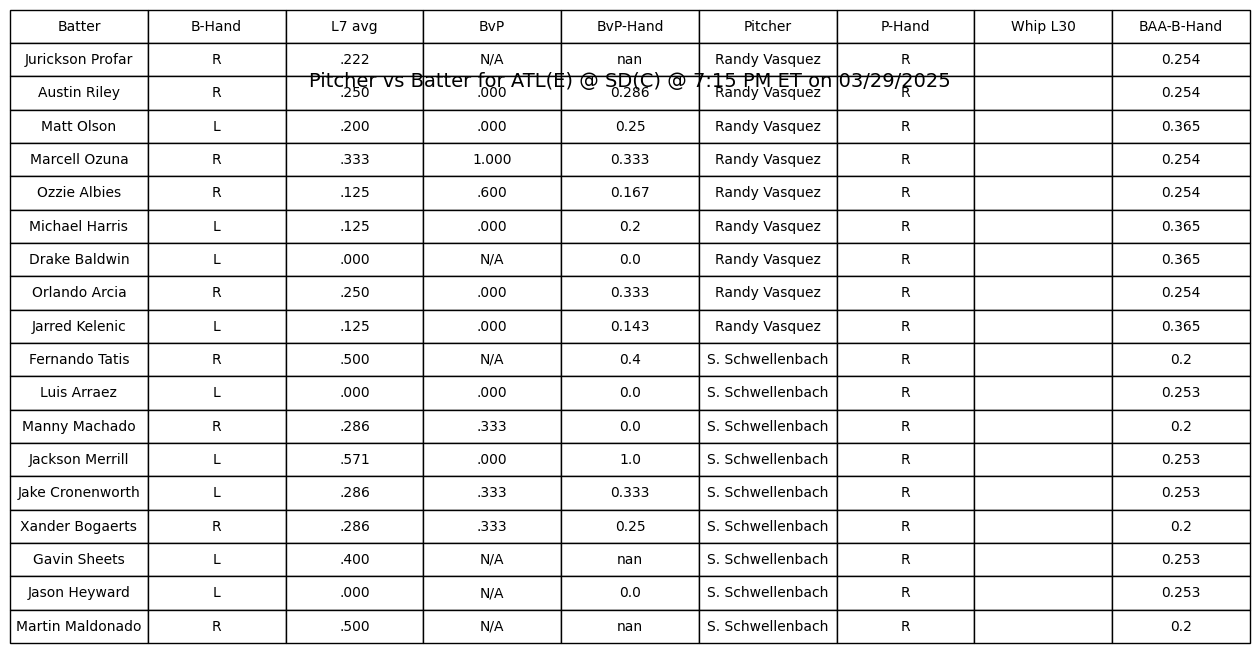 Batter B-Hand L7 avg BvP BvP-Hand Pitcher P-Hand Whip L30 BAA-B-Hand
Jurickson Profar R .222 N/A nan Randy Vasquez R 0.254
Pitcher vs Batter for ATL(E) @ SD(C) @ 7:15 PM ET on 03/29/2025
Austin Riley R .250 .000 0.286 Randy Vasquez R 0.254
Matt Olson L .200 .000 0.25 Randy Vasquez R 0.365
Marcell Ozuna R .333 1.000 0.333 Randy Vasquez R 0.254
Ozzie Albies R .125 .600 0.167 Randy Vasquez R 0.254
Michael Harris L .125 .000 0.2 Randy Vasquez R 0.365
Drake Baldwin L .000 N/A 0.0 Randy Vasquez R 0.365
Orlando Arcia R .250 .000 0.333 Randy Vasquez R 0.254
Jarred Kelenic L .125 .000 0.143 Randy Vasquez R 0.365
Fernando Tatis R .500 N/A 0.4 S. Schwellenbach R 0.2
Luis Arraez L .000 .000 0.0 S. Schwellenbach R 0.253
Manny Machado R .286 .333 0.0 S. Schwellenbach R 0.2
Jackson Merrill L .571 .000 1.0 S. Schwellenbach R 0.253
Jake Cronenworth L .286 .333 0.333 S. Schwellenbach R 0.253
Xander Bogaerts R .286 .333 0.25 S. Schwellenbach R 0.2
Gavin Sheets L .400 N/A nan S. Schwellenbach R 0.253
Jason Heyward L .000 N/A 0.0 S. Schwellenbach R 0.253
Martin Maldonado R .500 N/A nan S. Schwellenbach R 0.2